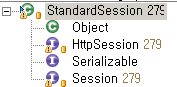 StandardSession 279
Object
HttpSession 279
Serializable
Session 279